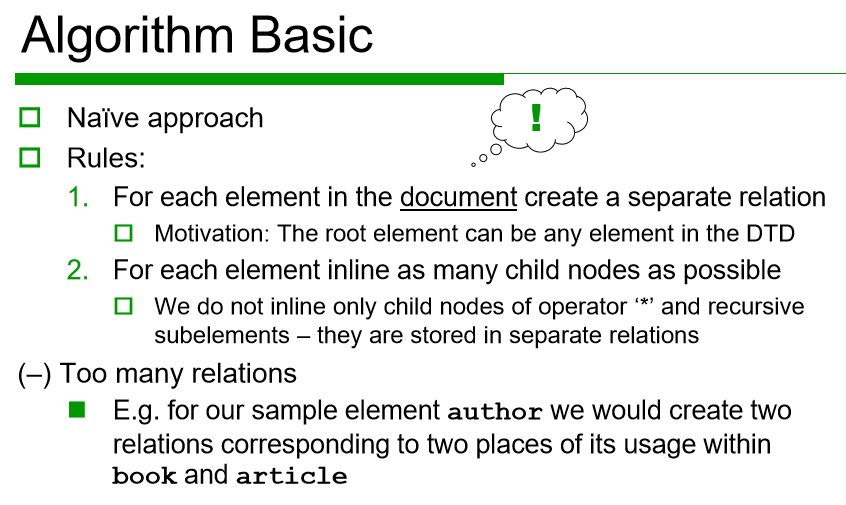 Algorithm Basic
!
Naïve approach
Rules:
1. For each element in the document create a separate relation
Motivation: The root element can be any element in the DTD
2. For each element inline as many child nodes as possible
We do not inline only child nodes of operator ‘*’ and recursive
subelements – they are stored in separate relations
(–) Too many relations
E.g. for our sample element author we would create two
relations corresponding to two places of its usage within
book and article